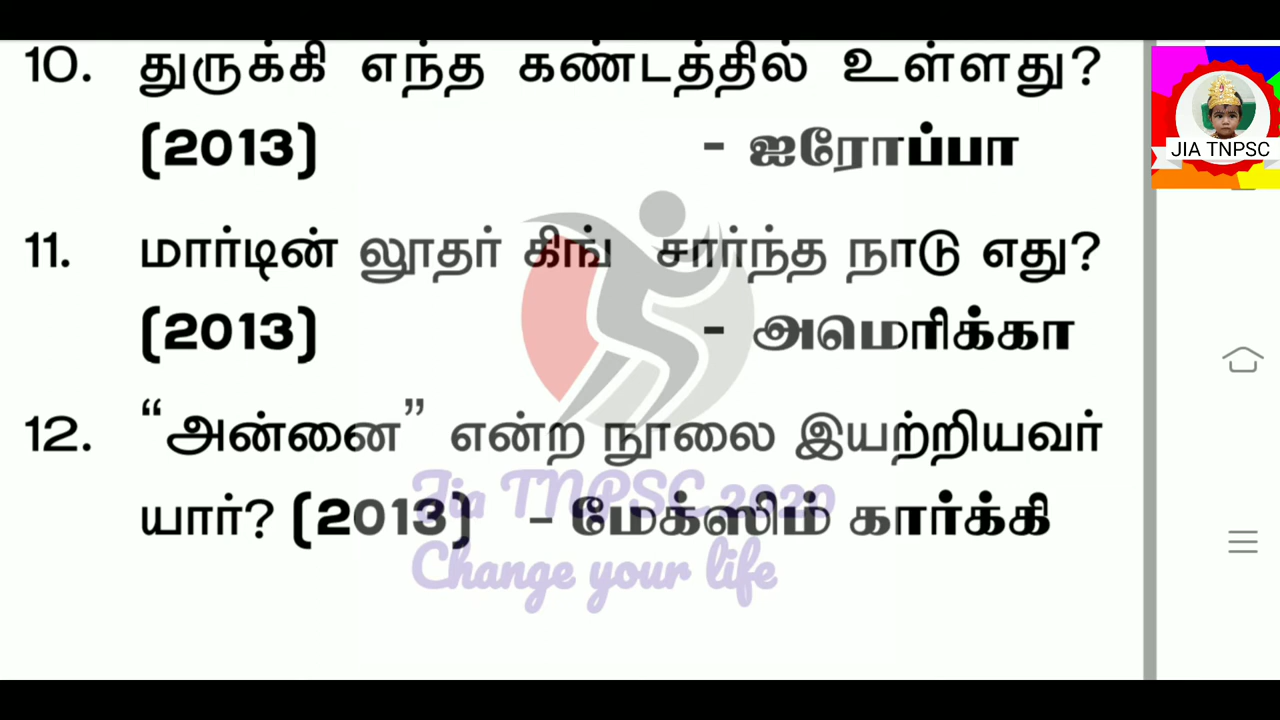 10. துருக்கி எந்த கண்டத்தில் உள்ளது?
(2013) - ஐரோப்பா
JIA TNPSC
11. மார்டின் லூதர் கிங் சார்ந்த நாடு எது?
(2013) - அமெரிக்கா
12. “அன்னை” என்ற நூலை இயற்றியவர்
யார்? (2013) - மேக்ஸிம் கார்க்கி
Jia TNPSC 2020
Change your life